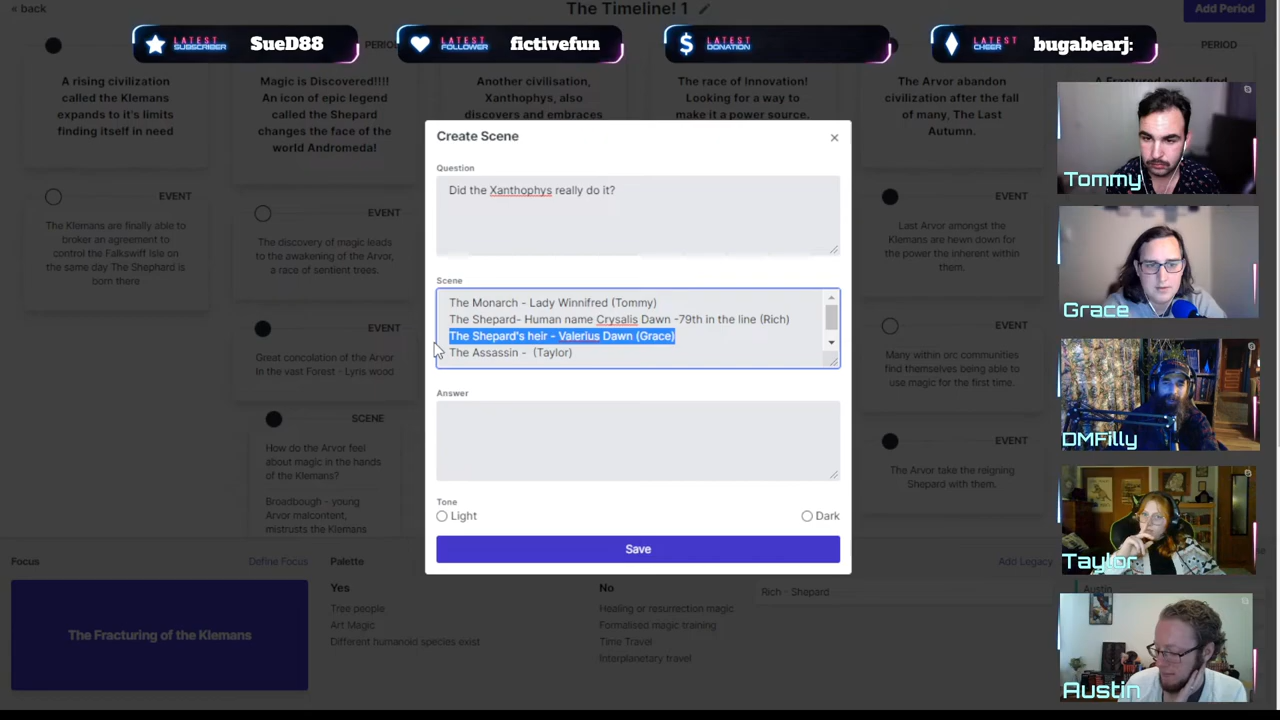 back
The Timeline! 1
Add Period
LATEST
SUBSCRIBER
SueD88
LATEST
FOLLOWER
fictivefun
LATEST
DONATION
LATEST
CHEER
bugabearj:
PERIOD
A rising civilization
called the Klemans
expands to it's limits
finding itself in need
Magic is Discovered!!!!
An icon of epic legend
called the Shepard
changes the face of the
world Andromeda!
Another civilisation,
Xanthophys, also
discovers and embraces
The race of Innovation!
Looking for a way to
make it a power source.
The Arvor abandon
civilization after the fall
of many, The Last
Autumn.
PERIOD
A Fractured people find
EVENT
The Klemans are finally able to
broker an agreement to
control the Falkswiff Isle on
the same day The Shepard is
born there
EVENT
The discovery of magic leads
to the awakening of the Arvor,
a race of sentient trees.
EVENT
Great concolation of the Arvor
In the vast Forest - Lyris wood
SCENE
How do the Arvor feel
about magic in the hands
of the Klemans?
Broadbough - young
Arvor malcontent,
mistrusts the Klemans
EVENT
Last Arvor amongst the
Klemans are hewn down for
the power the inherent
within them.
EVENT
Many within orc communities
find themselves being able to
use magic for the first time.
EVENT
The Arvor take the reigning
Shepard with them.
Create Scene
×
Question
Did the Xanthophys really do it?
Scene
The Monarch - Lady Winnifred (Tommy)
The Shepard- Human name Crysalis Dawn -79th in the line (Rich)
The Shepard's heir - Valerius Dawn (Grace)
The Assassin - (Taylor)
Answer
Tone
Light
Dark
Save
Focus
Define Focus
The Fracturing of the Klemans
Palette
Yes
Tree people
Art Magic
Different humanoid species exist
No
Healing or resurrection magic
Formalised magic training
Time Travel
Interplanetary travel
Add Legacy
Rich - Shapard
Austin
Tommy
Grace
DMFilly
Taylor
Austin